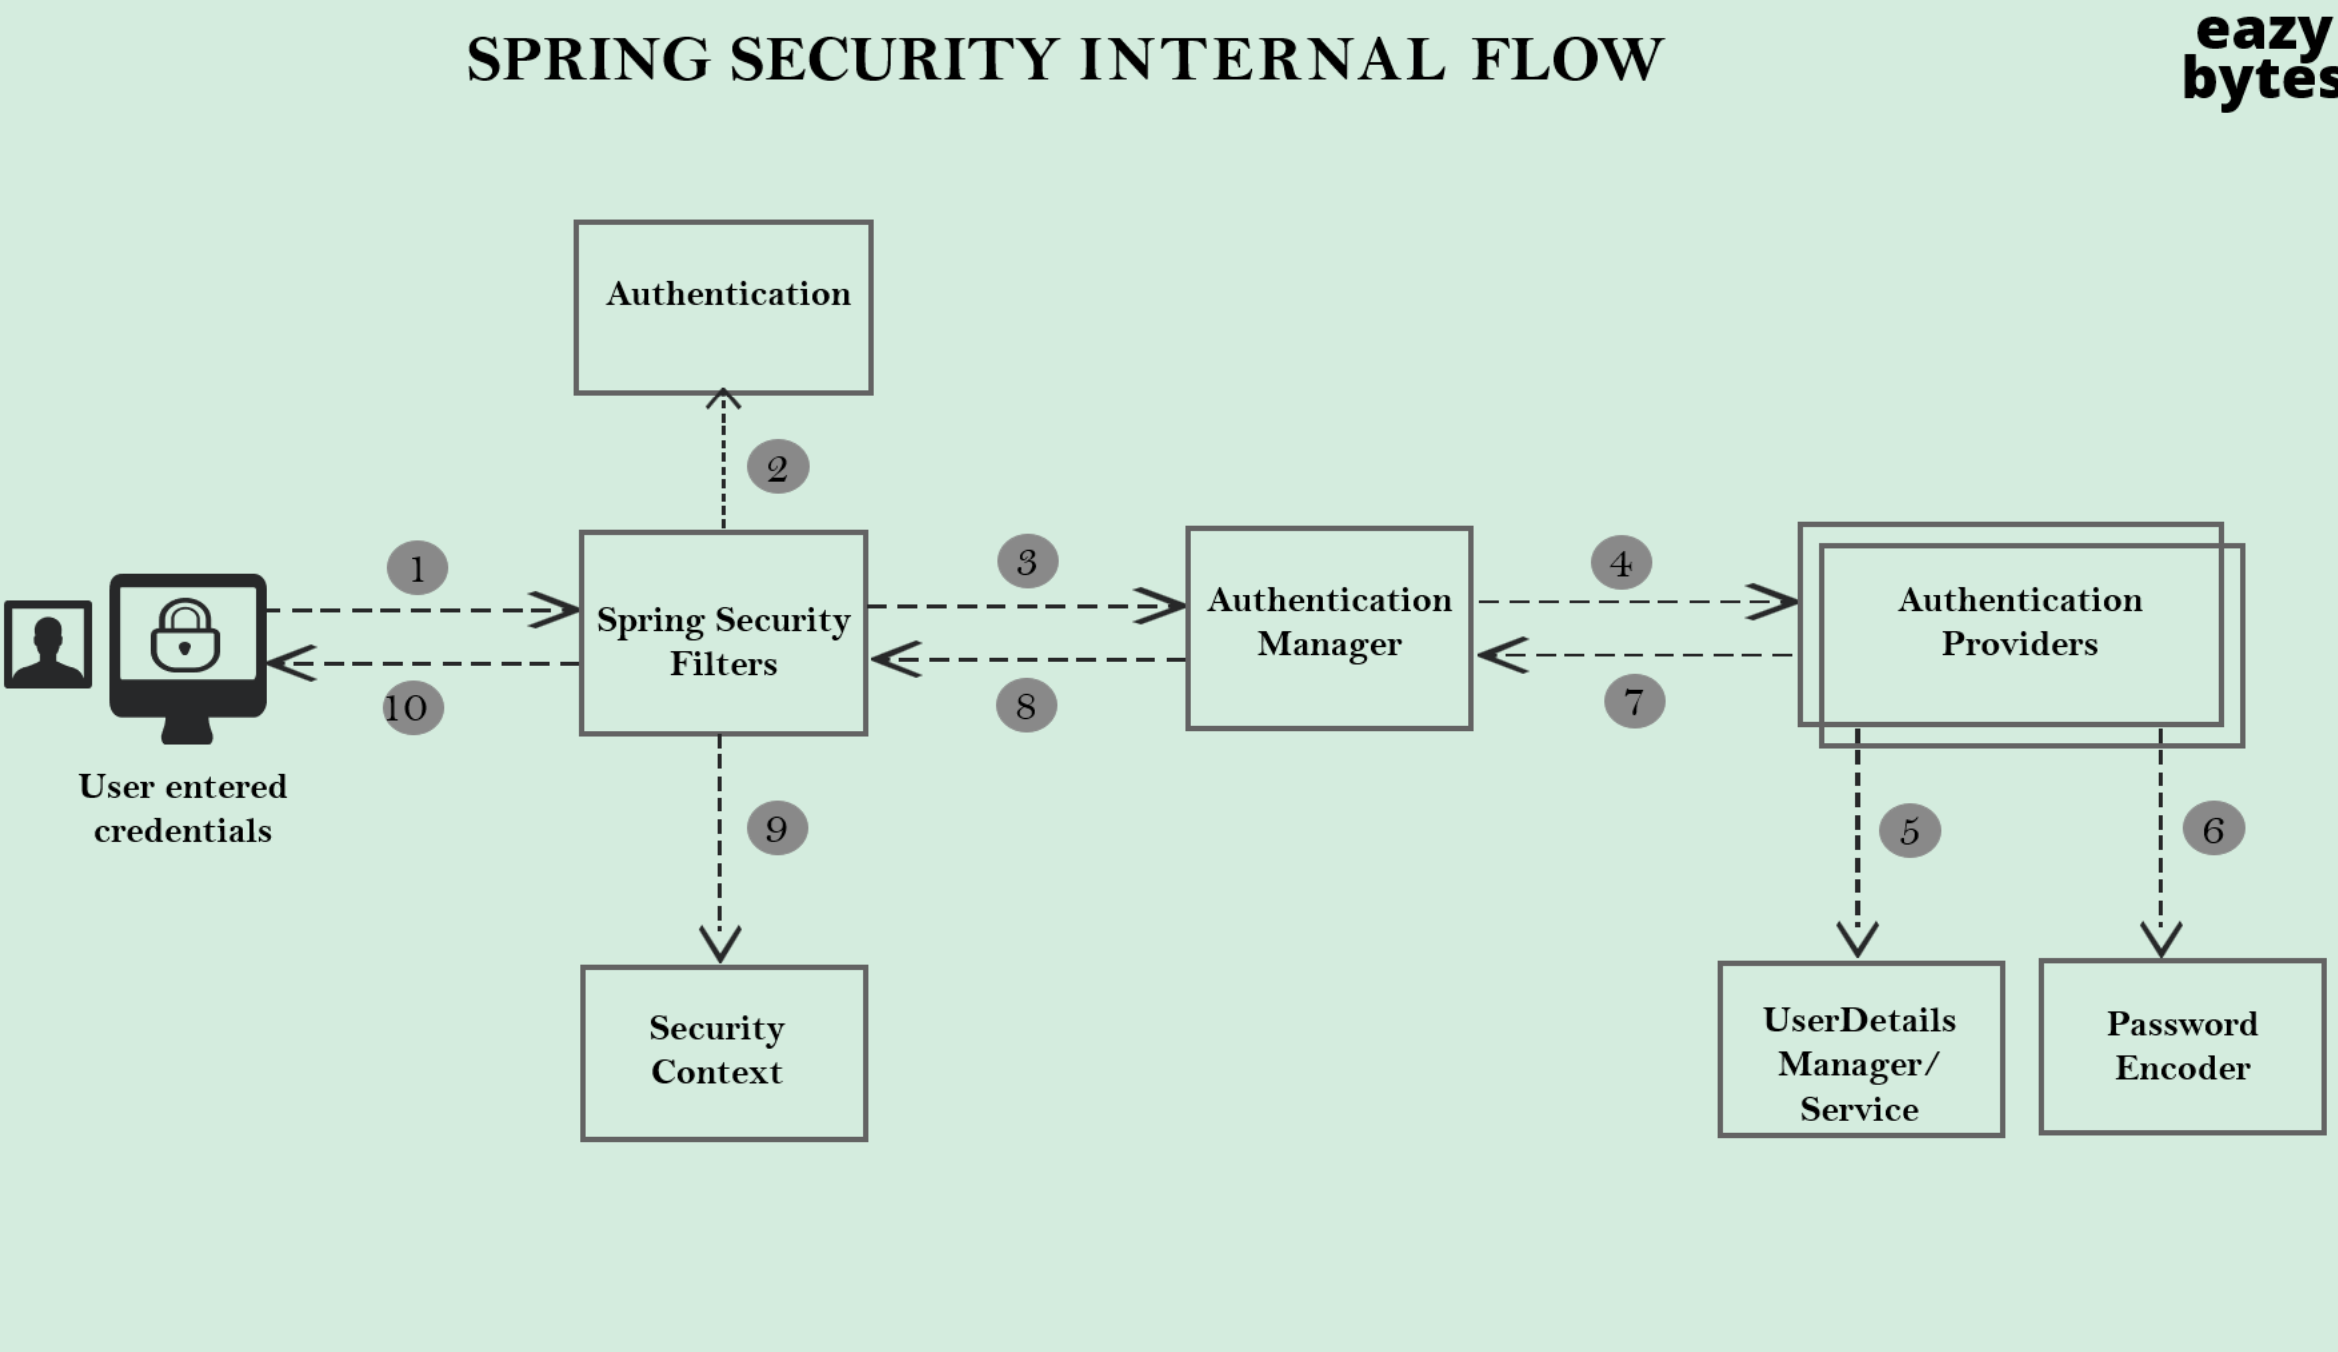 SPRING SECURITY INTERNAL FLOW
eazy
bytes
Authentication
2
1
3
4
Spring Security
Filters
Authentication
Manager
Authentication
Providers
10
8
7
User entered
credentials
9
5
6
Security
Context
UserDetails
Manager/
Service
Password
Encoder